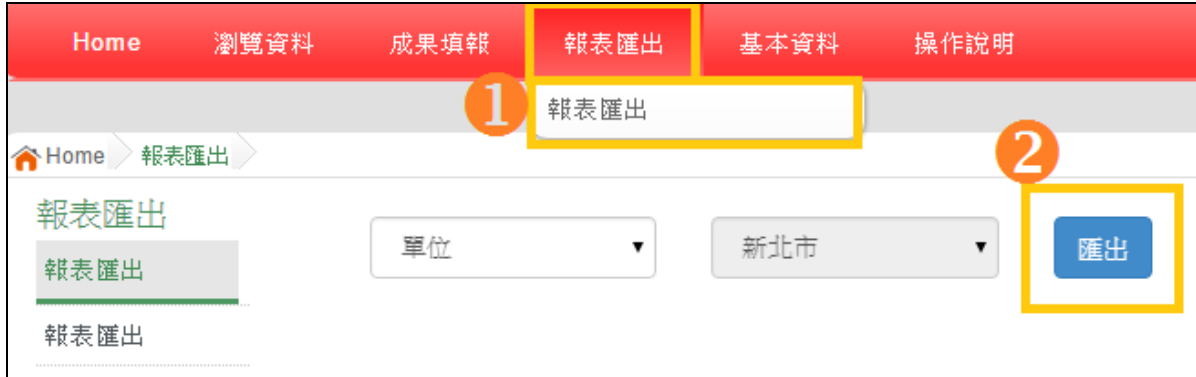 Home 瀏覽資料 成果填報 報表匯出 基本資料 操作說明
1 報表匯出
Home 報表匯出
2
報表匯出
單位 新北市 匯出
報表匯出
報表匯出